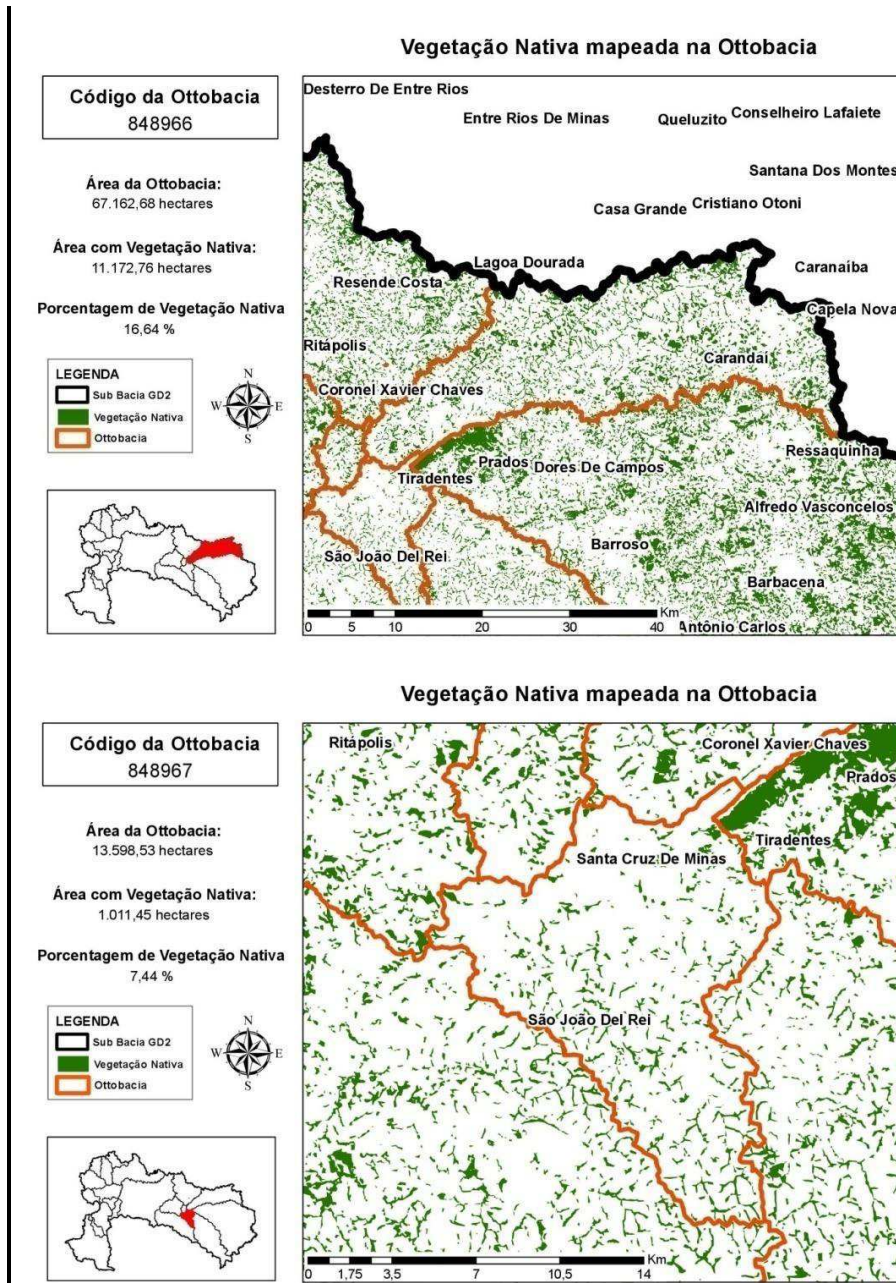 Vegetação Nativa mapeada na Ottobacia
Código da Ottobacia
848966
Área da Ottobacia:
67.162,68 hectares
Área com Vegetação Nativa:
11.172,76 hectares
Porcentagem de Vegetação Nativa
16,64 %
LEGENDA
Sub Bacia GD2
Vegetação Nativa
Ottobacia
N
W E
S
Desterro De Entre Rios
Entre Rios De Minas
Queluzito
Conselheiro Lafaiete
Santana Dos Montes
Casa Grande
Cristiano Otoni
Lagoa Dourada
Caranaíba
Resende Costa
Capela Nova
Ritápolis
Carandaí
Coronel Xavier Chaves
Ressaquinha
Prados
Dores De Campos
Tiradentes
Alfredo Vasconcelos
São João Del Rei
Barroso
Barbacena
Km
0 5 10 20 30 40
Antônio Carlos
Vegetação Nativa mapeada na Ottobacia
Código da Ottobacia
848967
Área da Ottobacia:
13.598,53 hectares
Área com Vegetação Nativa:
1.011,45 hectares
Porcentagem de Vegetação Nativa
7,44 %
LEGENDA
Sub Bacia GD2
Vegetação Nativa
Ottobacia
N
W E
S
Ritápolis
Coronel Xavier Chaves
Prados
Tiradentes
Santa Cruz De Minas
São João Del Rei
Km
0 1,75 3,5 7 10,5 14